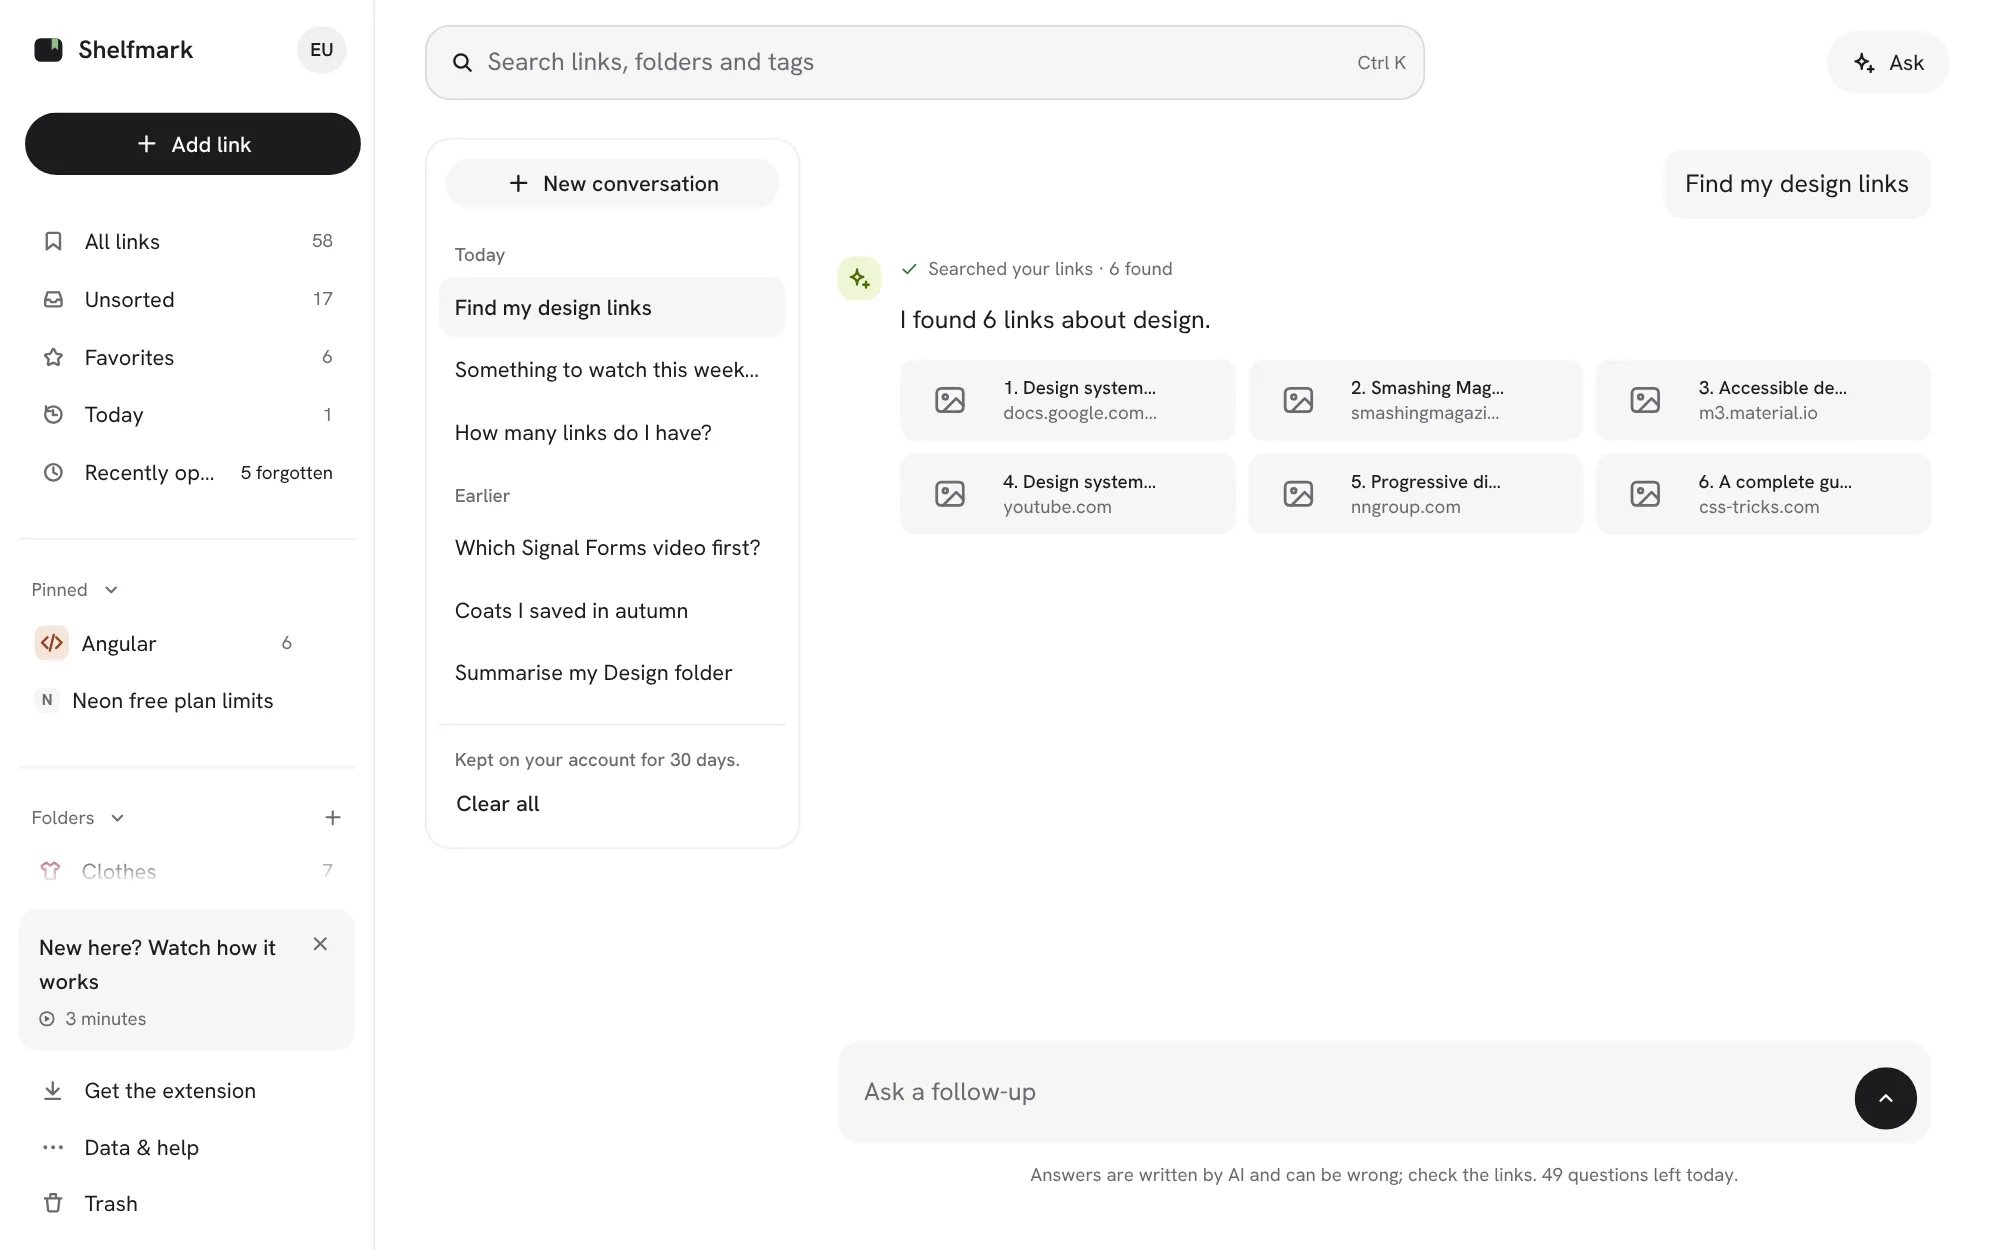 Shelfmark
EU
Add link
All links 58
Unsorted 17
Favorites 6
Today 1
Recently op... 5 forgotten
Pinned
Angular 6
N Neon free plan limits
Folders
Clothes 7
New here? Watch how it
works
3 minutes
Get the extension
Data & help
Trash
Search links, folders and tags Ctrl K
Ask
New conversation
Today
Find my design links
Something to watch this week...
How many links do I have?
Earlier
Which Signal Forms video first?
Coats I saved in autumn
Summarise my Design folder
Kept on your account for 30 days.
Clear all
Find my design links
Searched your links · 6 found
I found 6 links about design.
1. Design system...
docs.google.com...
2. Smashing Mag...
smashingmagazi...
3. Accessible de...
m3.material.io
4. Design system...
youtube.com
5. Progressive di...
nngroup.com
6. A complete gu...
css-tricks.com
Ask a follow-up
Answers are written by AI and can be wrong; check the links. 49 questions left today.